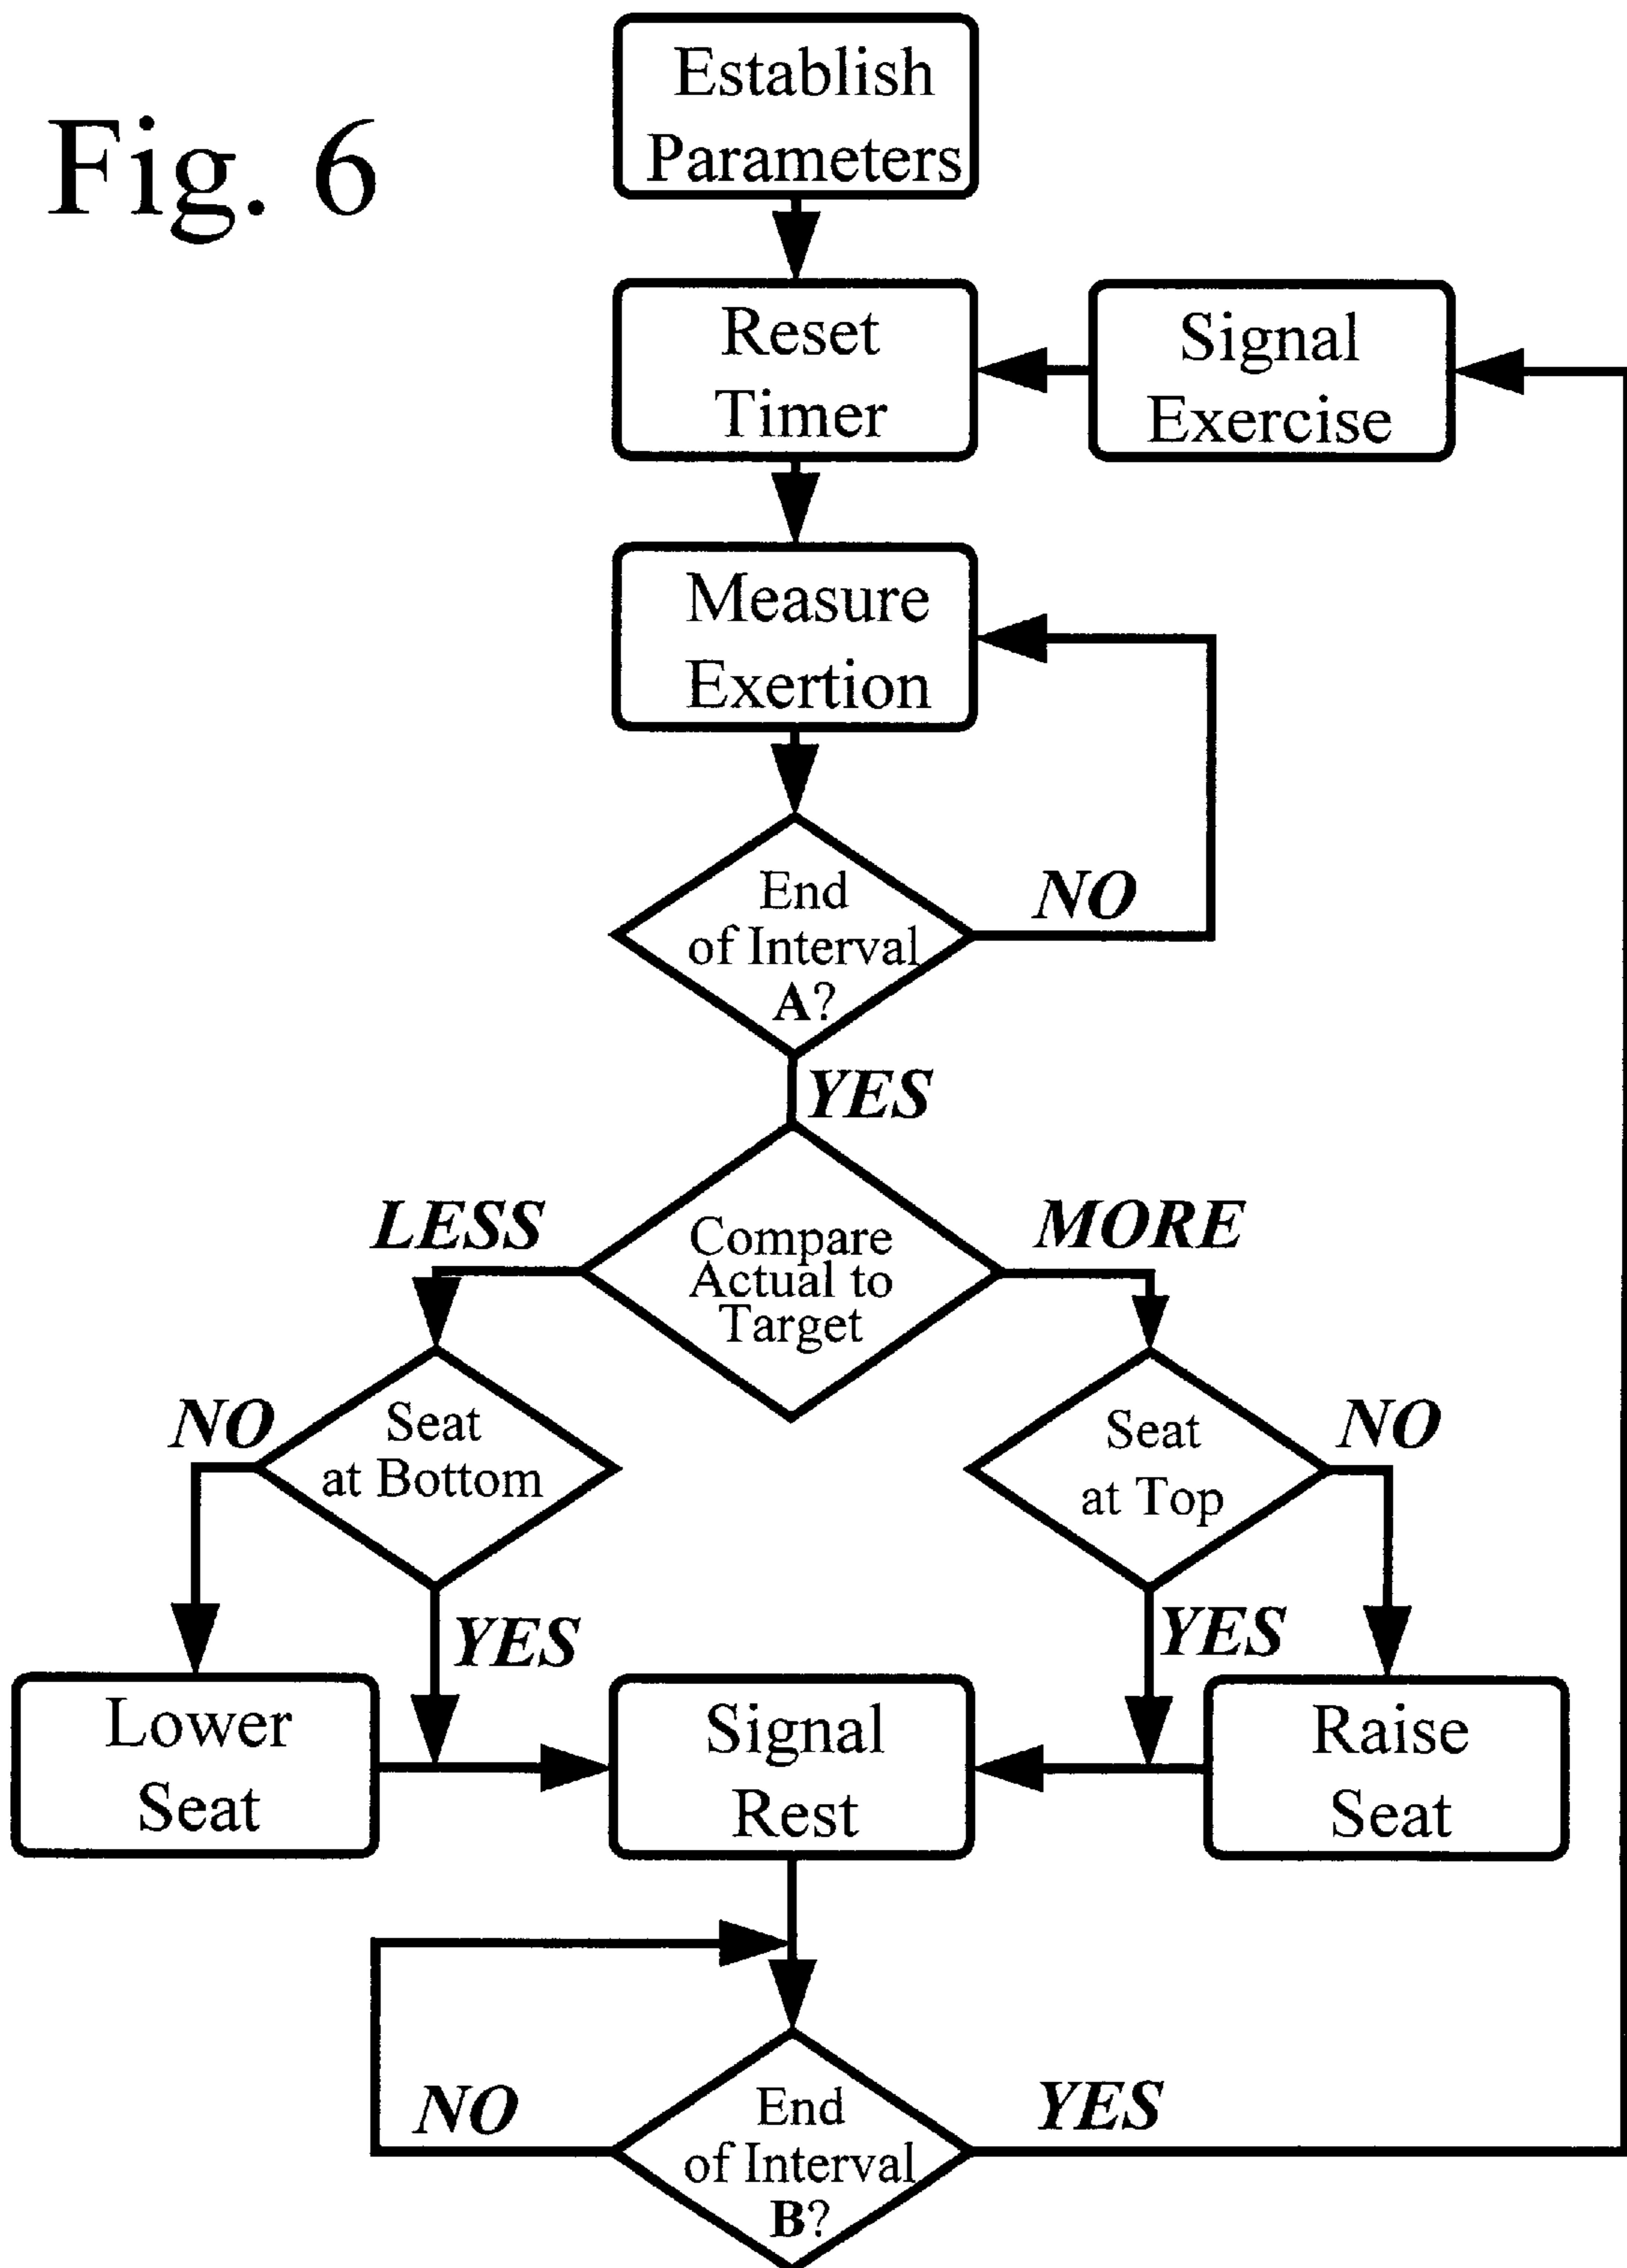 Fig. 6
Establish
Parameters
Reset
Timer
Signal
Exercise
Measure
Exertion
End
of Interval
A?
NO
YES
LESS
Compare
Actual to
Target
MORE
NO
Seat
at Bottom
YES
Seat
at Top
NO
YES
Lower
Seat
Signal
Rest
Raise
Seat
NO
End
of Interval
B?
YES